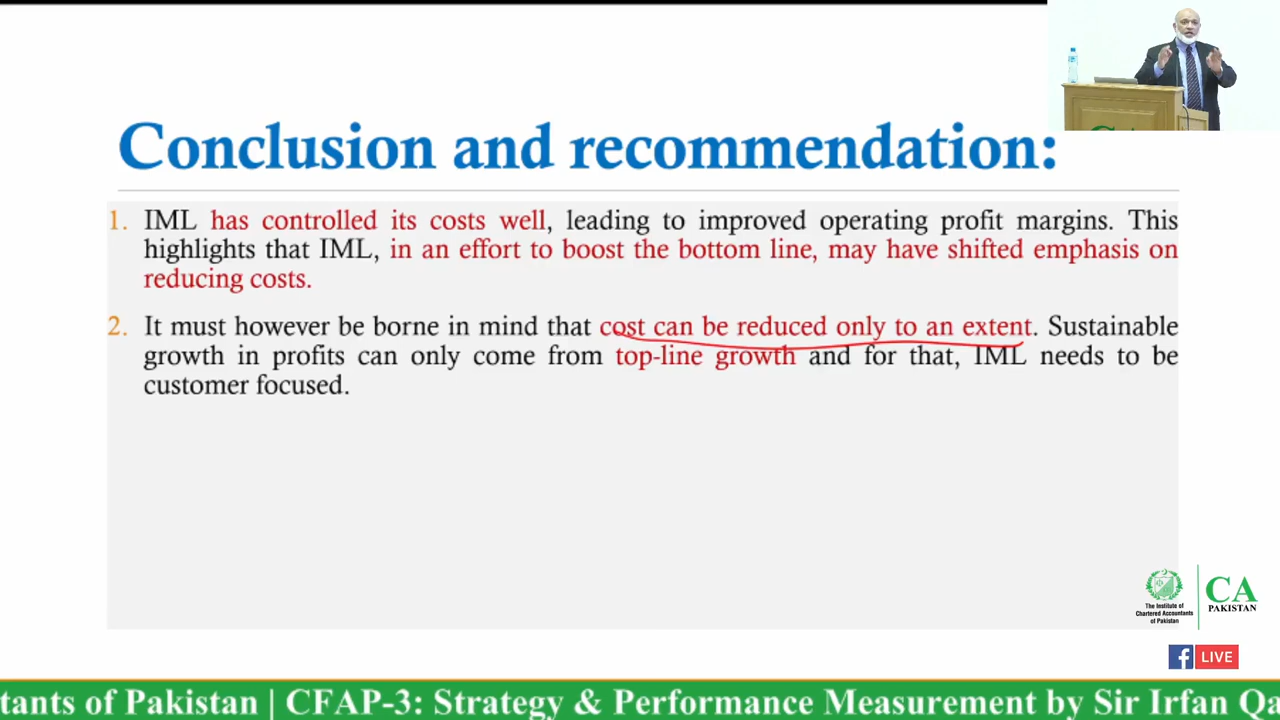 Conclusion and recommendation:
1. IML has controlled its costs well, leading to improved operating profit margins. This
highlights that IML, in an effort to boost the bottom line, may have shifted emphasis on
reducing costs.
2. It must however be borne in mind that cost can be reduced only to an extent. Sustainable
growth in profits can only come from top-line growth and for that, IML needs to be
customer focused.
The Institute of
Chartered Accountants
of Pakistan
CA
PAKISTAN
f LIVE
tants of Pakistan | CFAP-3: Strategy & Performance Measurement by Sir Irfan Qa